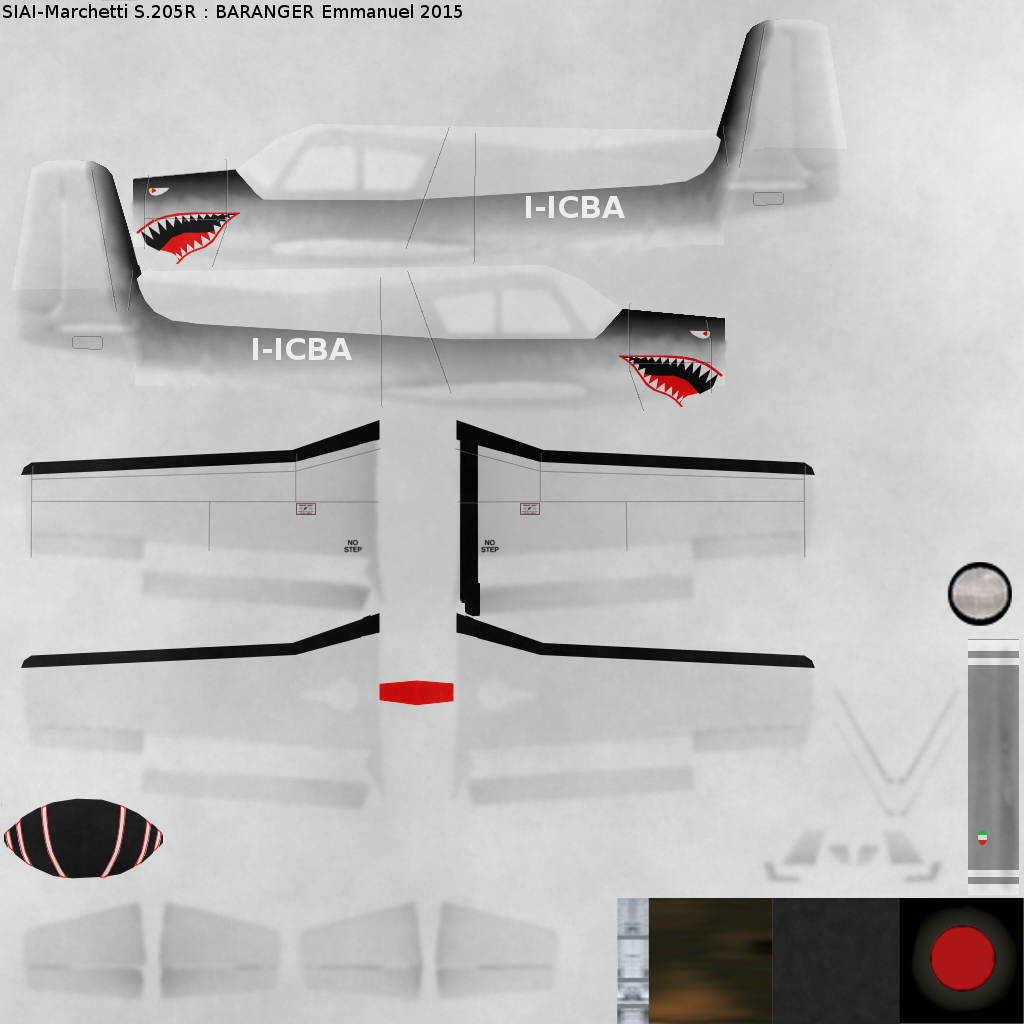 SIAI-Marchetti S.205R : BARANGER Emmanuel 2015
I-ICBA
I-ICBA
NO
STEP
NO
STEP